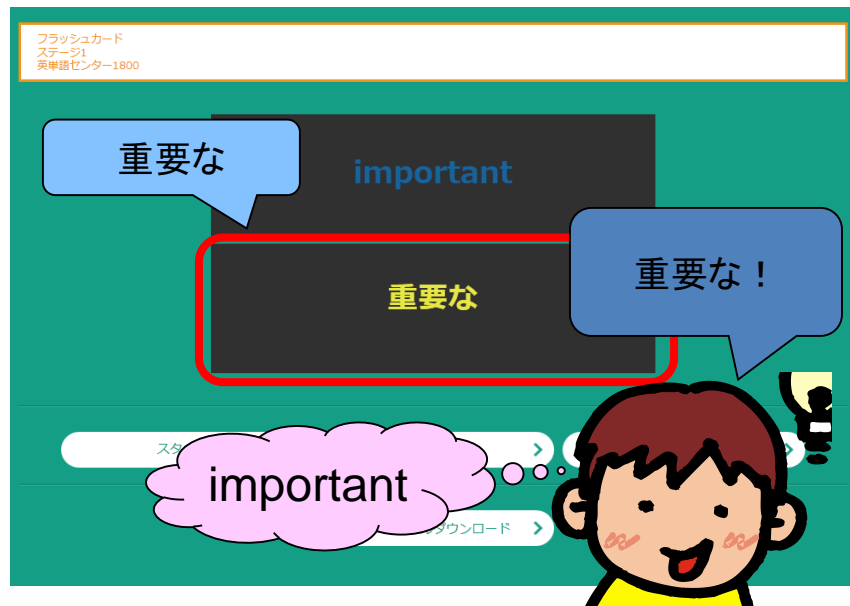 フラッシュカード
ステージ1
英単語センター1800
重要な
important
重要な
重要な！
スタ
important
ダウンロード